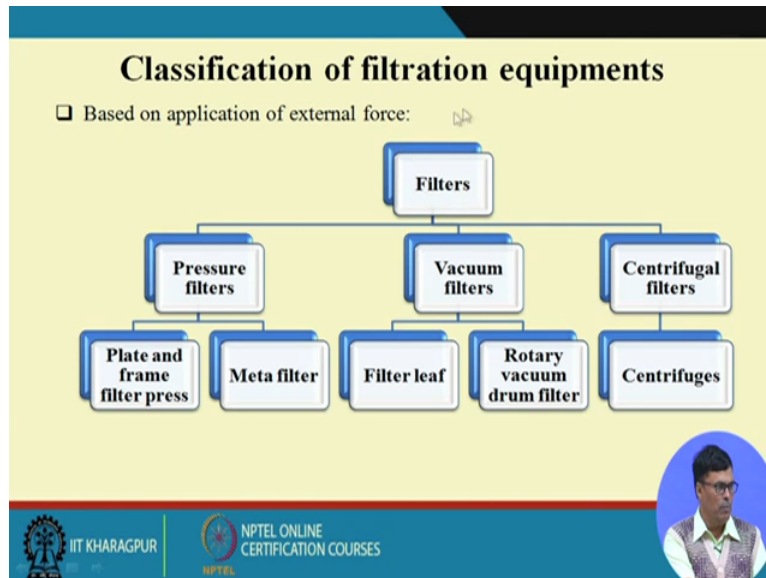 Classification of filtration equipments
Based on application of external force:
Filters
Pressure
filters
Vacuum
filters
Centrifugal
filters
Plate and
frame
filter press
Meta filter
Filter leaf
Rotary
vacuum
drum filter
Centrifuges
IIT KHARAGPUR
NPTEL
NPTEL ONLINE
CERTIFICATION COURSES